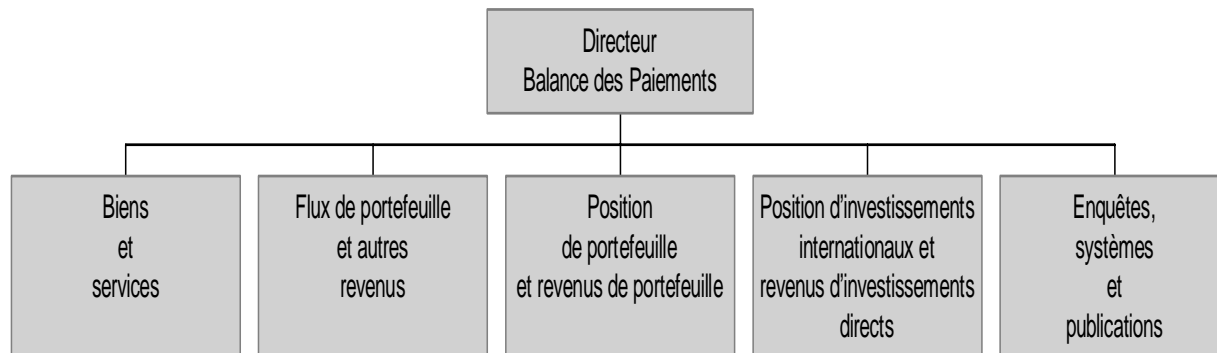 Directeur
Balance des Paiements
Biens
et
services
Flux de portefeuille
et autres
revenus
Position
de portefeuille
et revenus de portefeuille
Position d'investissements
internationaux et
revenus d'investissements
directs
Enquêtes,
systèmes
et
publications